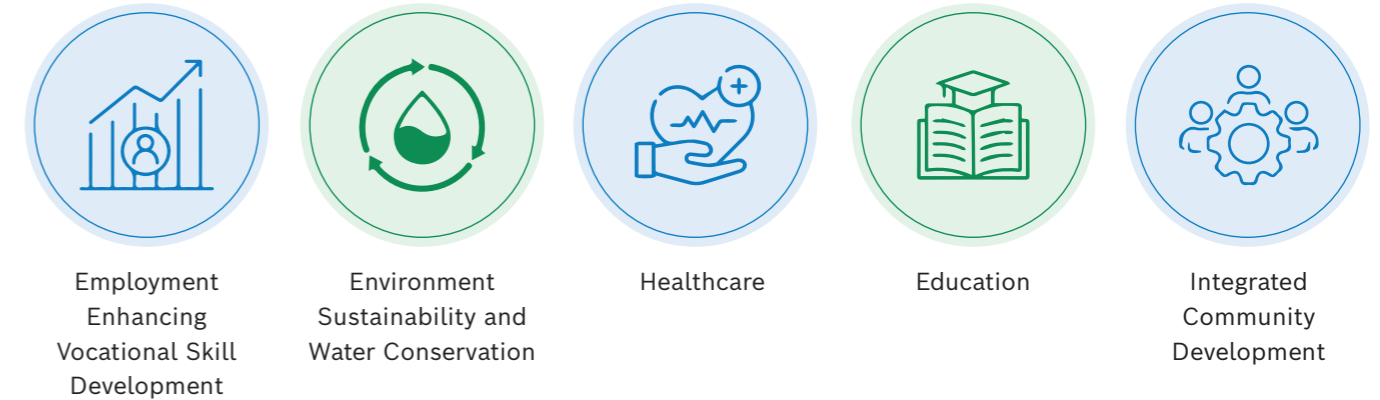 Employment
Enhancing
Vocational Skill
Development
Environment
Sustainability and
Water Conservation
Healthcare
Education
Integrated
Community
Development